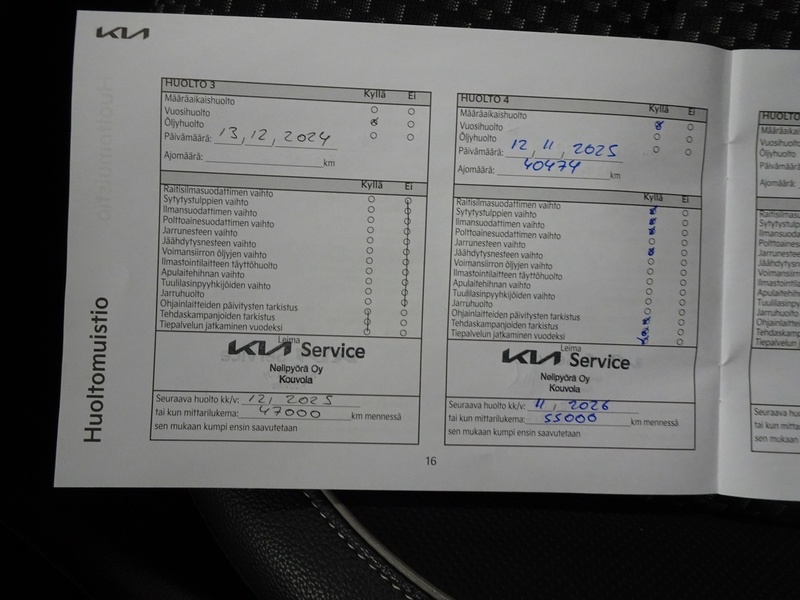 KIA
Huoltomuistio
HUOLTO 3
Kyllä Ei
Määräaikaishuolto
Vuosihuolto
Öljyhuolto
Päivämäärä: 13, 12, 2024
Ajomäärä: km
Kyllä Ei
Raitisilmasuodattimen vaihto
Sytytystulppien vaihto
Ilmansuodattimen vaihto
Polttoainesuodattimen vaihto
Jarrunesteen vaihto
Jäähdytysnesteen vaihto
Voimansiirron öljyjen vaihto
Ilmastointilaitteen täyttöhuolto
Apulaitehihnan vaihto
Tuulilasinpyyhkijöiden vaihto
Jarruhuolto
Ohjainlaitteiden päivitysten tarkistus
Tehdaskampanjoiden tarkistus
Tiepalvelun jatkaminen vuodeksi
Leima
KIA Service
Nelipyörä Oy
Kouvola
Seuraava huolto kk/v: 12, 2025
tai kun mittarilukema: 47000 km mennessä
sen mukaan kumpi ensin saavutetaan
HUOLTO 4
Kyllä Ei
Määräaikaishuolto
Vuosihuolto
Öljyhuolto
Päivämäärä: 12, 11, 2025
Ajomäärä: 40474 km
Kyllä Ei
Raitisilmasuodattimen vaihto
Sytytystulppien vaihto
Ilmansuodattimen vaihto
Polttoainesuodattimen vaihto
Jarrunesteen vaihto
Jäähdytysnesteen vaihto
Voimansiirron öljyjen vaihto
Ilmastointilaitteen täyttöhuolto
Apulaitehihnan vaihto
Tuulilasinpyyhkijöiden vaihto
Jarruhuolto
Ohjainlaitteiden päivitysten tarkistus
Tehdaskampanjoiden tarkistus
Tiepalvelun jatkaminen vuodeksi
Leima
KIA Service
Nelipyörä Oy
Kouvola
Seuraava huolto kk/v: 11, 2026
tai kun mittarilukema: 55000 km mennessä
sen mukaan kumpi ensin saavutetaan
16